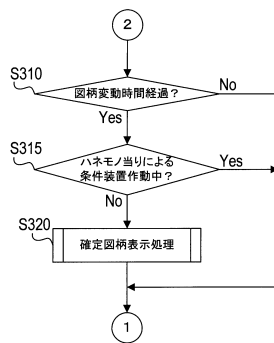 2
S310
図柄変動時間経過？
No
Yes
S315
ハネモノ当りによる
条件装置作動中？
Yes
No
S320
確定図柄表示処理
1